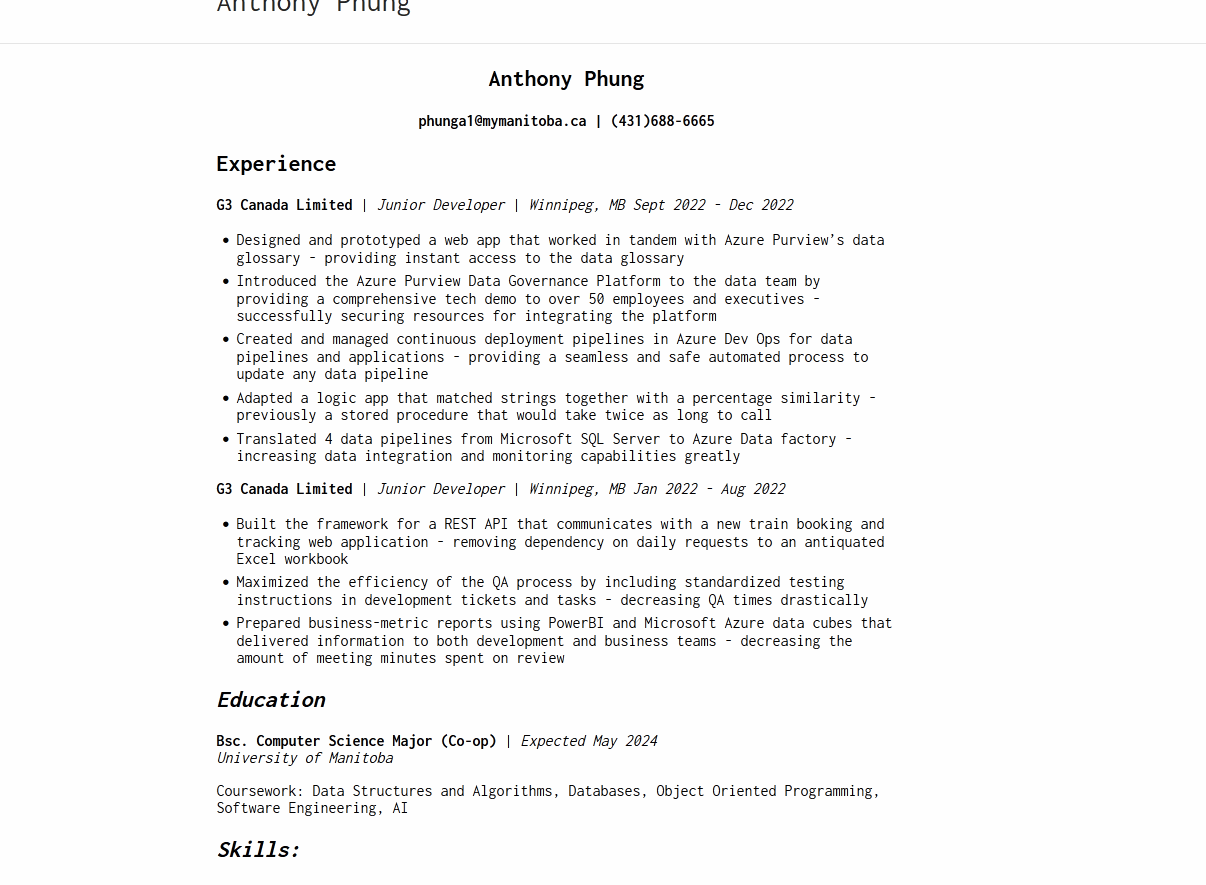 Anthony Phung
Anthony Phung
phunga1@mymanitoba.ca | (431)688-6665
Experience
G3 Canada Limited | Junior Developer | Winnipeg, MB Sept 2022 - Dec 2022
• Designed and prototyped a web app that worked in tandem with Azure Purview’s data
glossary - providing instant access to the data glossary
• Introduced the Azure Purview Data Governance Platform to the data team by
providing a comprehensive tech demo to over 50 employees and executives -
successfully securing resources for integrating the platform
• Created and managed continuous deployment pipelines in Azure Dev Ops for data
pipelines and applications - providing a seamless and safe automated process to
update any data pipeline
• Adapted a logic app that matched strings together with a percentage similarity -
previously a stored procedure that would take twice as long to call
• Translated 4 data pipelines from Microsoft SQL Server to Azure Data factory -
increasing data integration and monitoring capabilities greatly
G3 Canada Limited | Junior Developer | Winnipeg, MB Jan 2022 - Aug 2022
• Built the framework for a REST API that communicates with a new train booking and
tracking web application - removing dependency on daily requests to an antiquated
Excel workbook
• Maximized the efficiency of the QA process by including standardized testing
instructions in development tickets and tasks - decreasing QA times drastically
• Prepared business-metric reports using PowerBI and Microsoft Azure data cubes that
delivered information to both development and business teams - decreasing the
amount of meeting minutes spent on review
Education
Bsc. Computer Science Major (Co-op) | Expected May 2024
University of Manitoba
Coursework: Data Structures and Algorithms, Databases, Object Oriented Programming,
Software Engineering, AI
Skills: